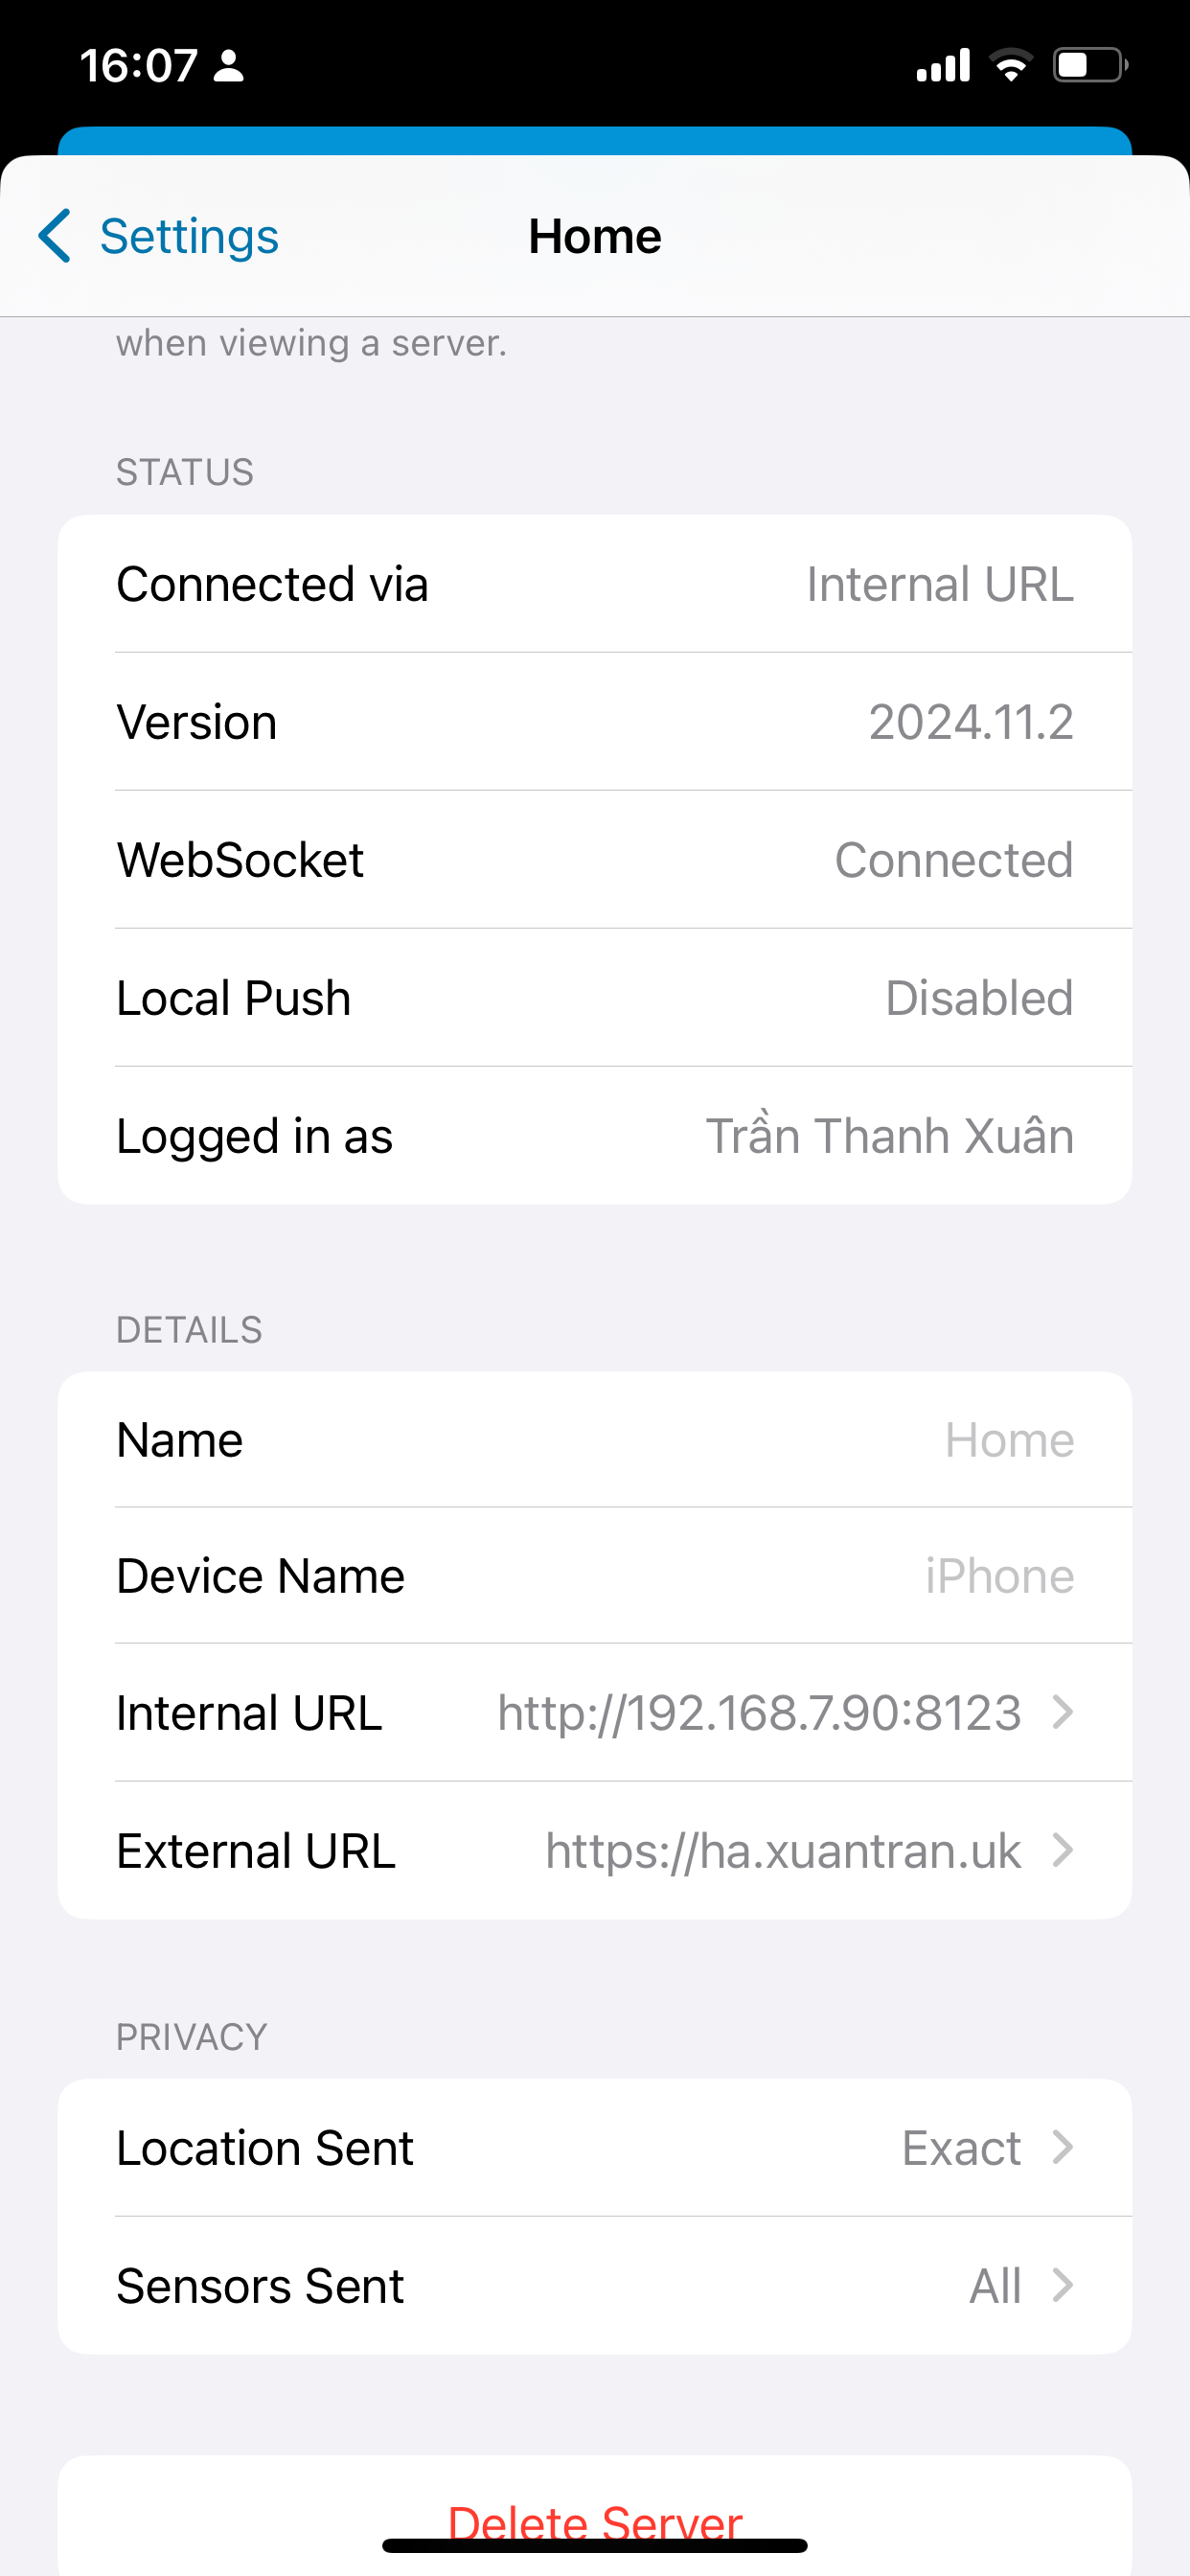 16:07
Settings
Home
when viewing a server.
STATUS
Connected via Internal URL
Version 2024.11.2
WebSocket Connected
Local Push Disabled
Logged in as Trần Thanh Xuân
DETAILS
Name Home
Device Name iPhone
Internal URL http://192.168.7.90:8123
External URL https://ha.xuantran.uk
PRIVACY
Location Sent Exact
Sensors Sent All
Delete Server